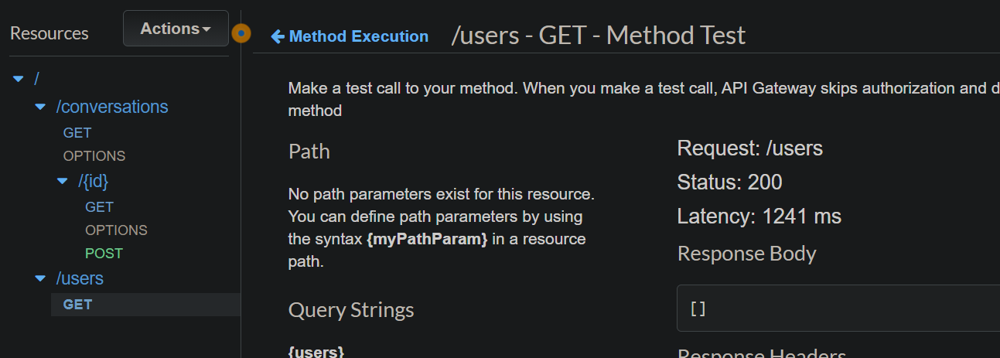 Resources
Actions
/
/conversations
GET
OPTIONS
/{id}
GET
OPTIONS
POST
/users
GET
Method Execution
/users - GET - Method Test
Make a test call to your method. When you make a test call, API Gateway skips authorization and d
method
Path
No path parameters exist for this resource.
You can define path parameters by using
the syntax {myPathParam} in a resource
path.
Query Strings
{users}
Request: /users
Status: 200
Latency: 1241 ms
Response Body
[]
Response Headers